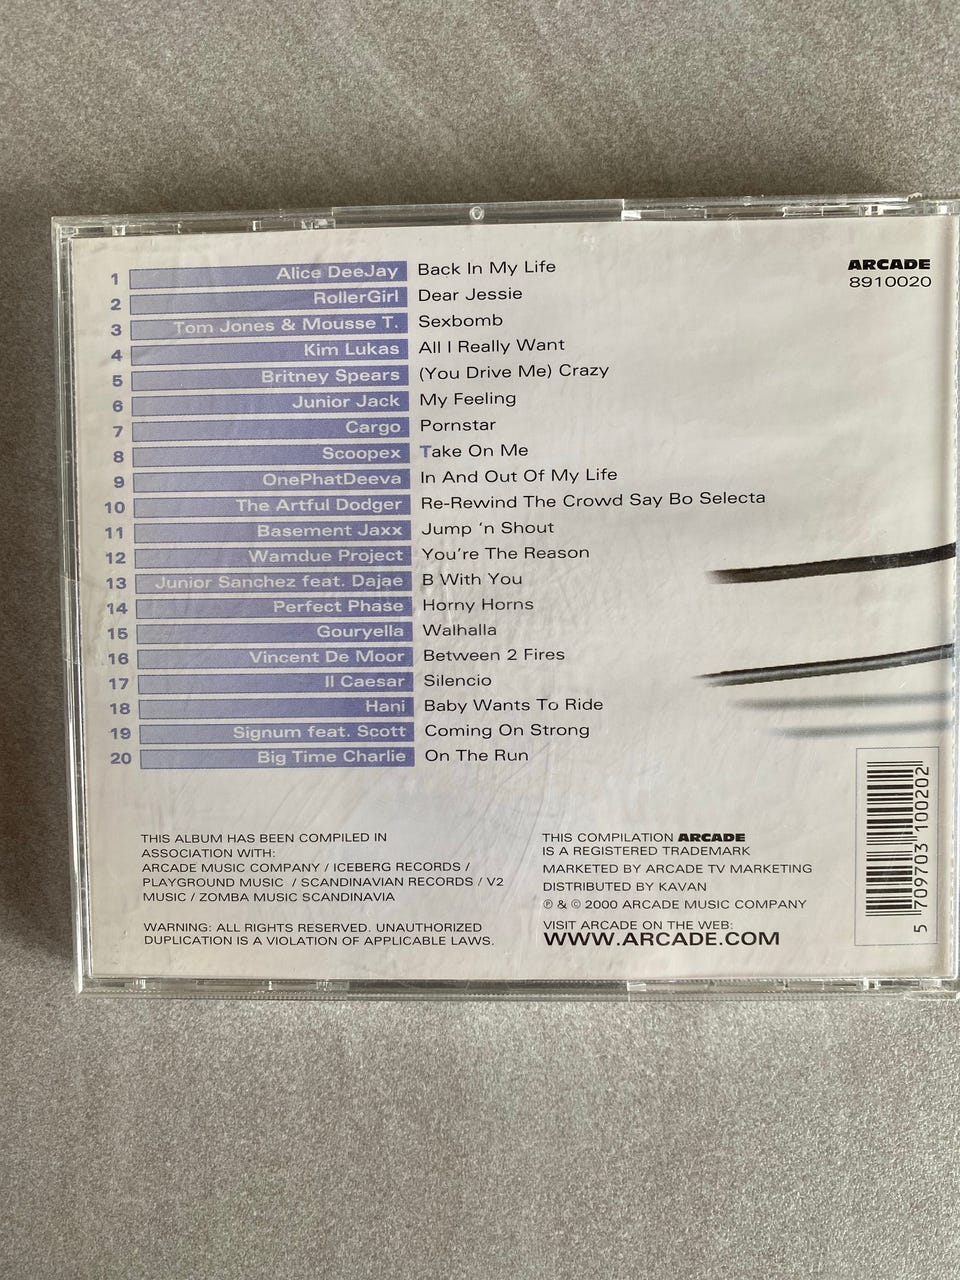 1 Alice DeeJay Back In My Life
2 RollerGirl Dear Jessie
3 Tom Jones & Mousse T. Sexbomb
4 Kim Lukas All I Really Want
5 Britney Spears (You Drive Me) Crazy
6 Junior Jack My Feeling
7 Cargo Pornstar
8 Scoopex Take On Me
9 OnePhatDeeva In And Out Of My Life
10 The Artful Dodger Re-Rewind The Crowd Say Bo Selecta
11 Basement Jaxx Jump 'n Shout
12 Wamdue Project You're The Reason
13 Junior Sanchez feat. Dajae B With You
14 Perfect Phase Horny Horns
15 Gouryella Walhalla
16 Vincent De Moor Between 2 Fires
17 Il Caesar Silencio
18 Hani Baby Wants To Ride
19 Signum feat. Scott Coming On Strong
20 Big Time Charlie On The Run
ARCADE
8910020
THIS ALBUM HAS BEEN COMPILED IN
ASSOCIATION WITH:
ARCADE MUSIC COMPANY / ICEBERG RECORDS /
PLAYGROUND MUSIC / SCANDINAVIAN RECORDS / V2
MUSIC / ZOMBA MUSIC SCANDINAVIA
WARNING: ALL RIGHTS RESERVED. UNAUTHORIZED
DUPLICATION IS A VIOLATION OF APPLICABLE LAWS.
THIS COMPILATION ARCADE
IS A REGISTERED TRADEMARK
MARKETED BY ARCADE TV MARKETING
DISTRIBUTED BY KAVAN
℗ & © 2000 ARCADE MUSIC COMPANY
VISIT ARCADE ON THE WEB:
WWW.ARCADE.COM
5 709703 100202